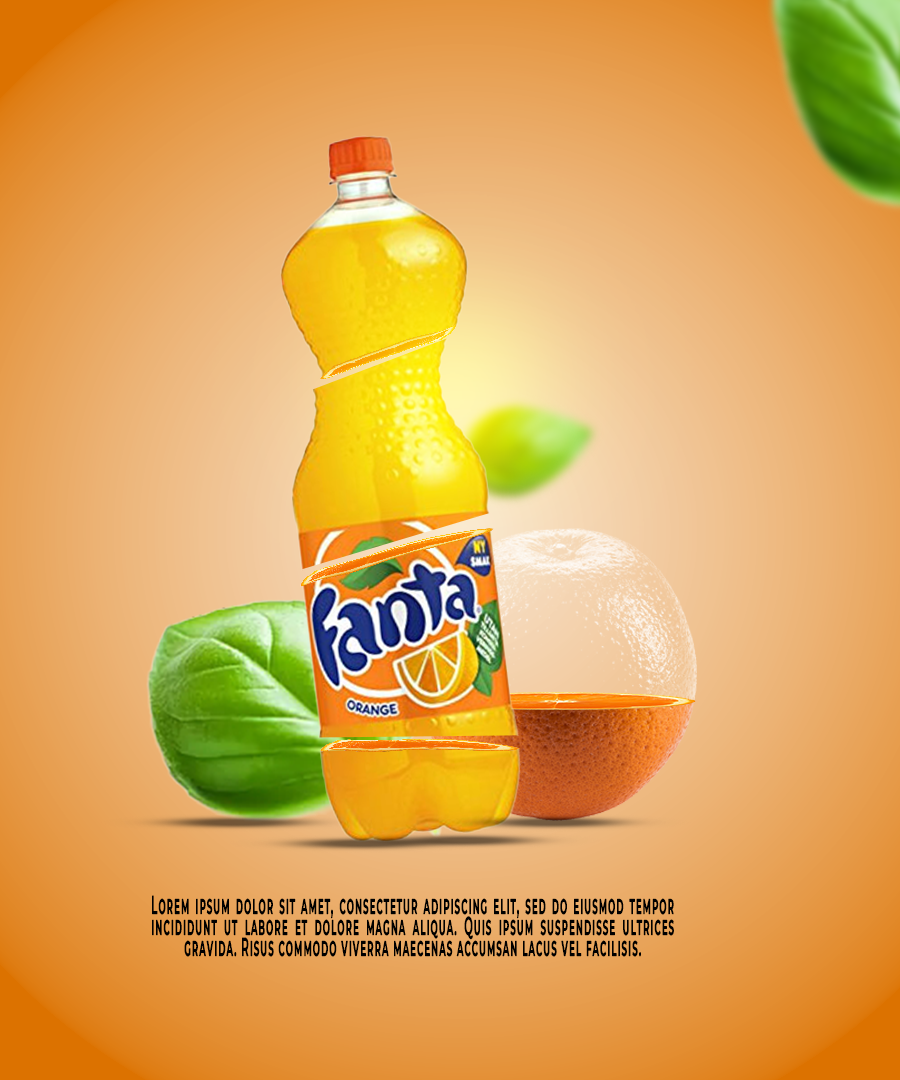 NY
SMAK
Fanta
ORANGE
Lorem ipsum dolor sit amet, consectetur adipiscing elit, sed do eiusmod tempor
incididunt ut labore et dolore magna aliqua. Quis ipsum suspendisse ultrices
gravida. Risus commodo viverra maecenas accumsan lacus vel facilisis.